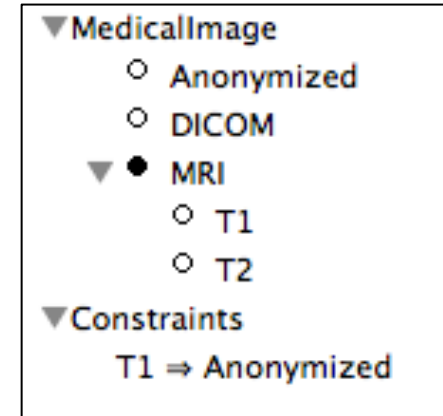 MedicalImage
Anonymized
DICOM
MRI
T1
T2
Constraints
T1 ⇒ Anonymized